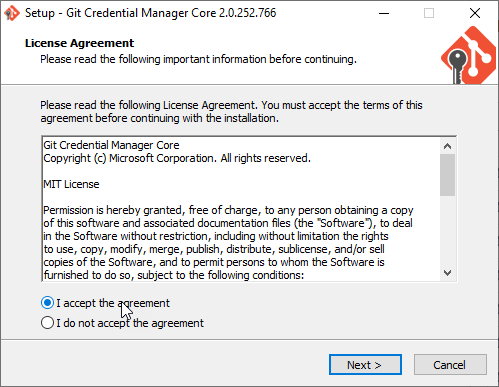 Setup - Git Credential Manager Core 2.0.252.766
License Agreement
Please read the following important information before continuing.
Please read the following License Agreement. You must accept the terms of this
agreement before continuing with the installation.
Git Credential Manager Core
Copyright (c) Microsoft Corporation. All rights reserved.
MIT License
Permission is hereby granted, free of charge, to any person obtaining a copy
of this software and associated documentation files (the "Software"), to deal
in the Software without restriction, including without limitation the rights
to use, copy, modify, merge, publish, distribute, sublicense, and/or sell
copies of the Software, and to permit persons to whom the Software is
furnished to do so, subject to the following conditions:
I accept the agreement
I do not accept the agreement
Next >
Cancel